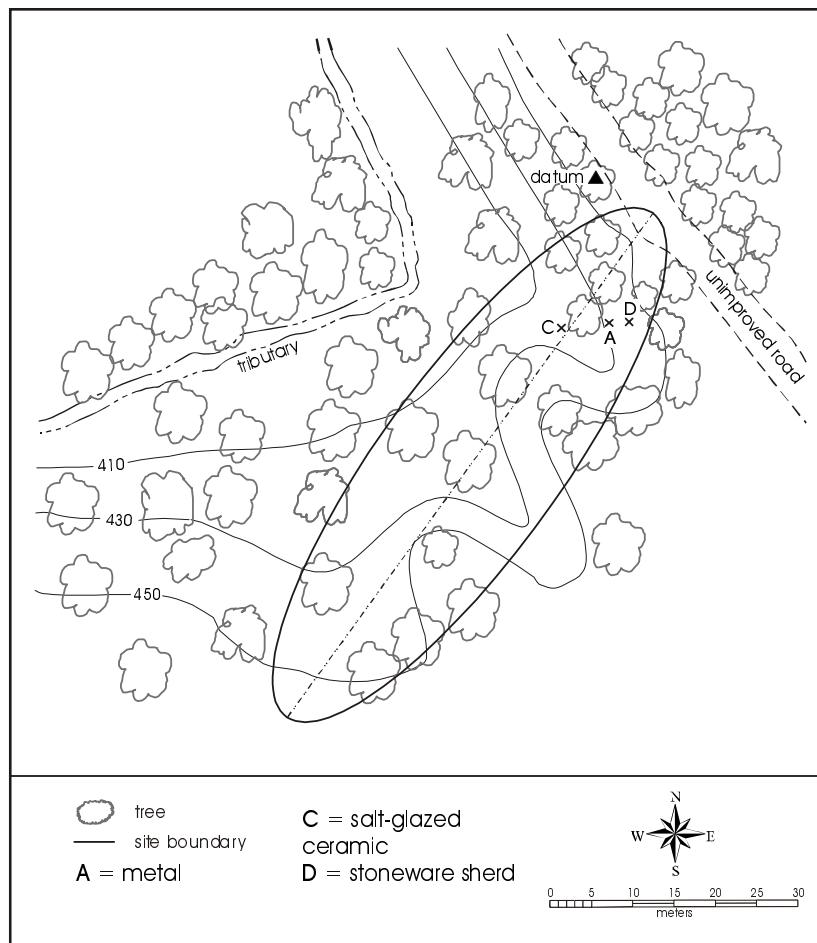 datum
unimproved road
D
C
A
tributary
410
430
450
tree
site boundary
A = metal
C = salt-glazed
ceramic
D = stoneware sherd
N
W E
S
0 5 10 15 20 25 30
meters